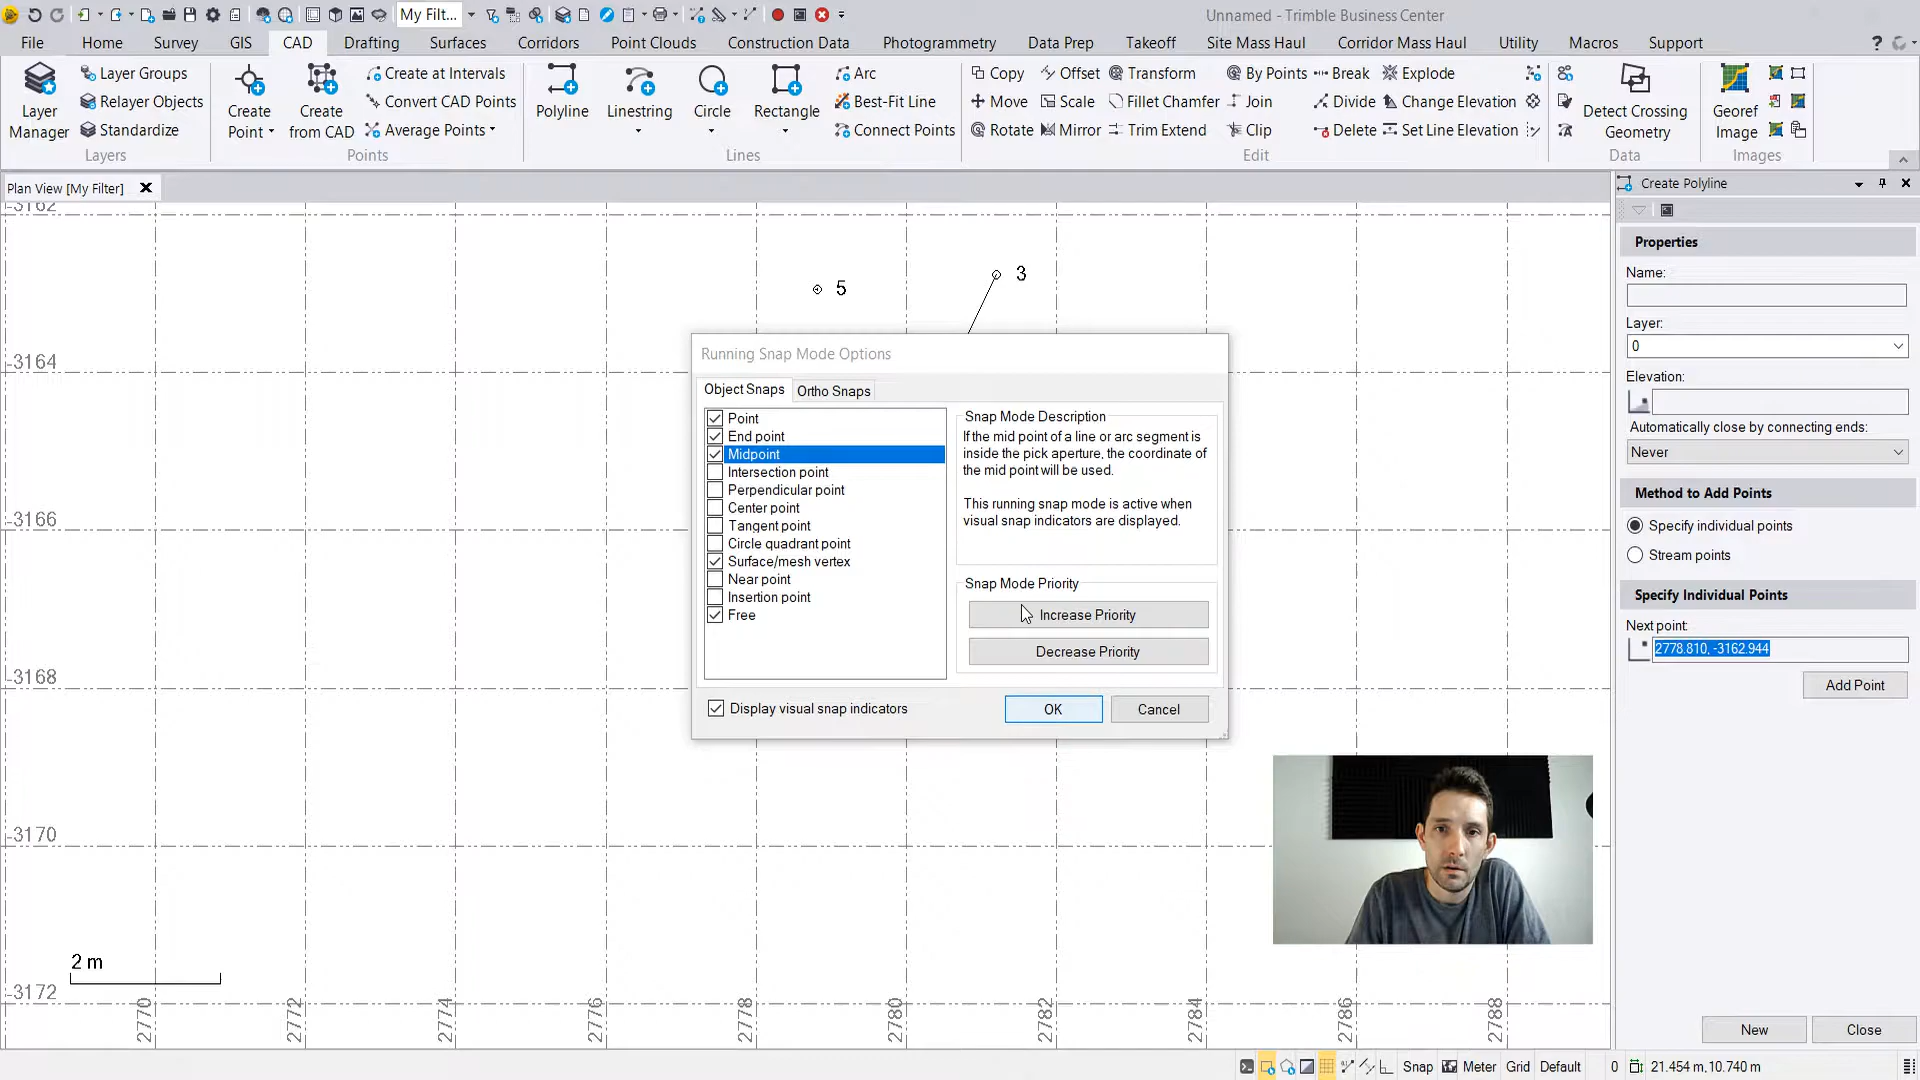 My Filt...
Unnamed - Trimble Business Center
File Home Survey GIS CAD Drafting Surfaces Corridors Point Clouds Construction Data Photogrammetry Data Prep Takeoff Site Mass Haul Corridor Mass Haul Utility Macros Support
Layer Manager
Layer Groups
Relayer Objects
Standardize
Layers
Create Point
Create from CAD
Create at Intervals
Convert CAD Points
Average Points
Points
Polyline
Linestring
Circle
Rectangle
Arc
Best-Fit Line
Connect Points
Lines
Copy Offset Transform By Points Break Explode
Move Scale Fillet Chamfer Join Divide Change Elevation
Rotate Mirror Trim Extend Clip Delete Set Line Elevation
Edit
Detect Crossing Geometry
Data
Georef Image
Images
Plan View [My Filter]
-3162
-3164
-3166
-3168
-3170
-3172
5
3
2 m
2770
2772
2774
2776
2778
2780
2782
2784
2786
2788
Running Snap Mode Options
Object Snaps
Ortho Snaps
Point
End point
Midpoint
Intersection point
Perpendicular point
Center point
Tangent point
Circle quadrant point
Surface/mesh vertex
Near point
Insertion point
Free
Snap Mode Description
If the mid point of a line or arc segment is
inside the pick aperture, the coordinate of
the mid point will be used.
This running snap mode is active when
visual snap indicators are displayed.
Snap Mode Priority
Increase Priority
Decrease Priority
Display visual snap indicators
OK
Cancel
Create Polyline
Properties
Name:
Layer:
0
Elevation:
Automatically close by connecting ends:
Never
Method to Add Points
Specify individual points
Stream points
Specify Individual Points
Next point:
2778.810, -3162.944
Add Point
New
Close
Snap
Meter
Grid
Default
0
21.454 m,10.740 m